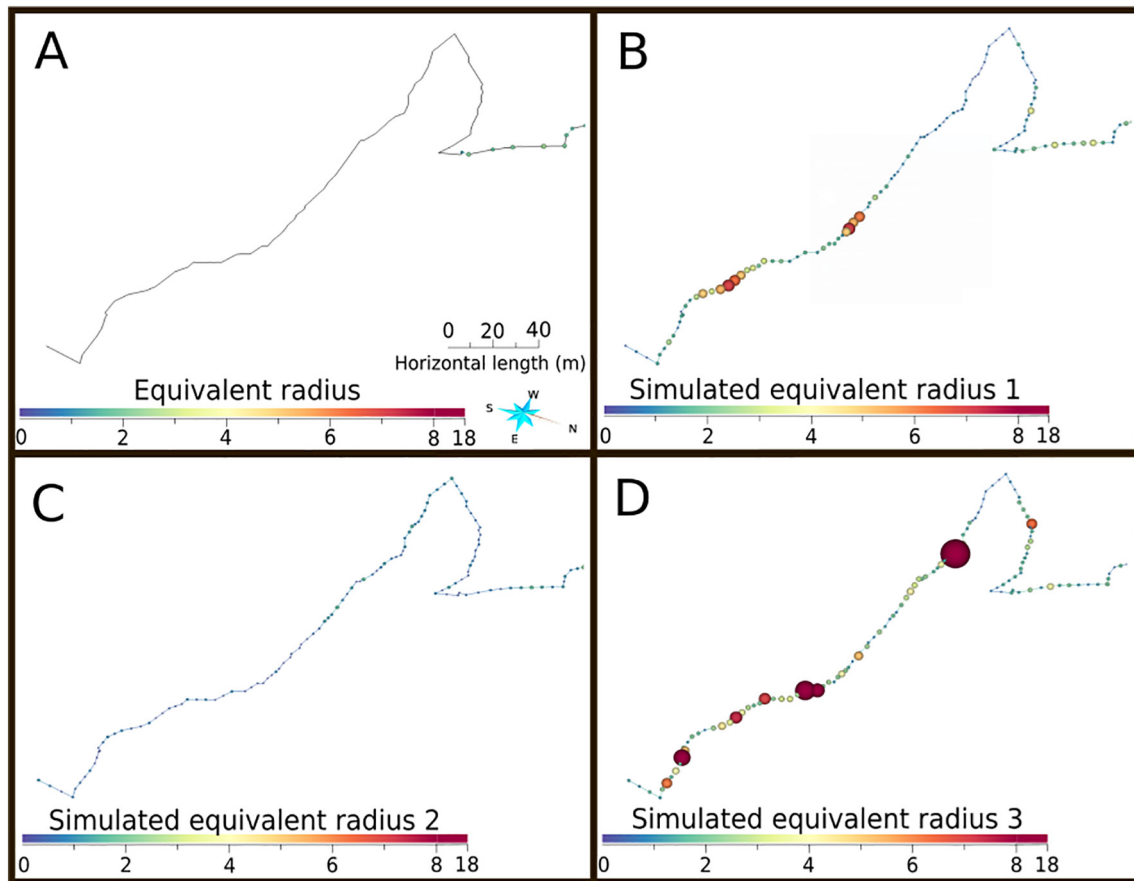 A
0 20 40
Horizontal length (m)
Equivalent radius
0 2 4 6 8 18
W
S
N
E
B
Simulated equivalent radius 1
0 2 4 6 8 18
C
Simulated equivalent radius 2
0 2 4 6 8 18
D
Simulated equivalent radius 3
0 2 4 6 8 18